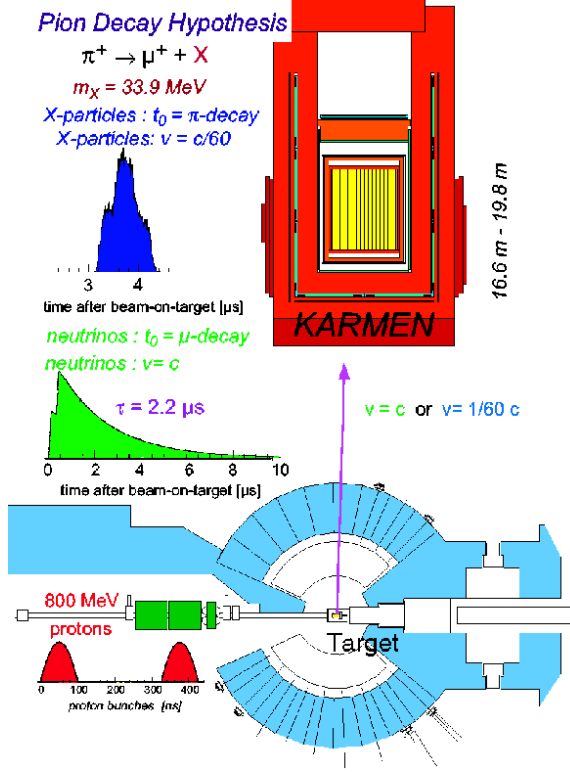 Pion Decay Hypothesis
π⁺ → μ⁺ + X
mX = 33.9 MeV
X-particles : t₀ = π-decay
X-particles: v = c/60
3 4
time after beam-on-target [μs]
neutrinos : t₀ = μ-decay
neutrinos : v= c
τ = 2.2 μs
0 2 4 6 8 10
time after beam-on-target [μs]
KARMEN
16.6 m - 19.8 m
v = c or v= 1/60 c
800 MeV
protons
0 100 200 300 400
proton bunches [ns]
Target